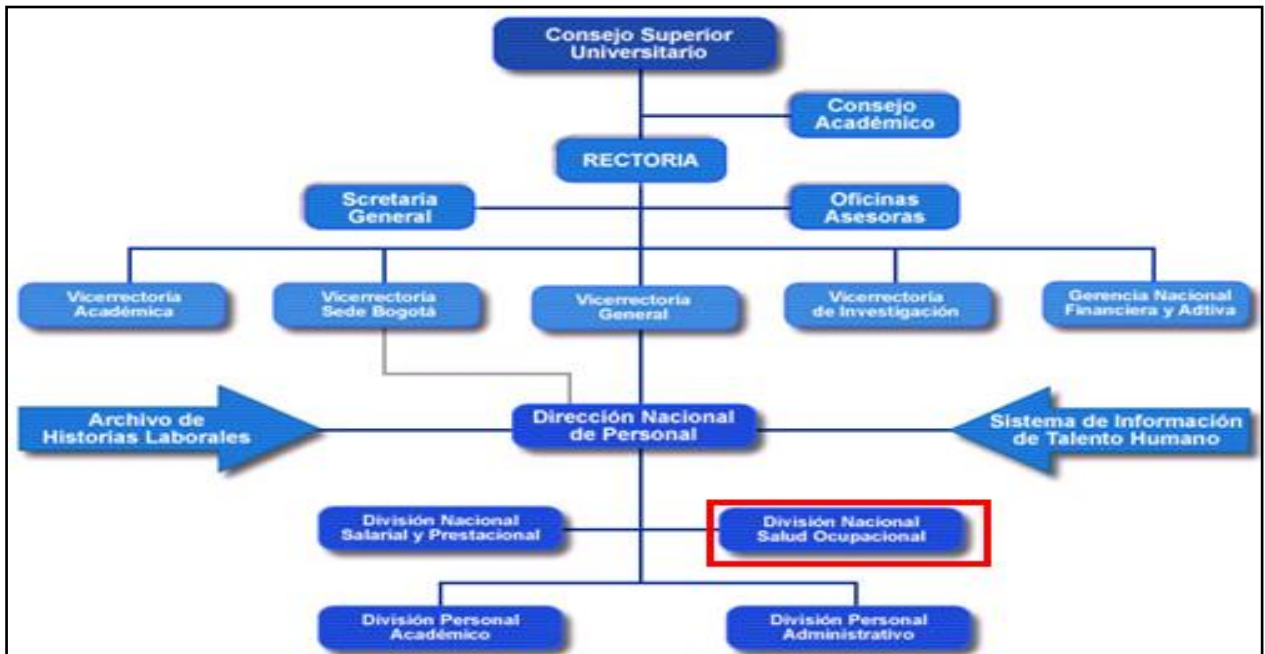 Consejo Superior
Universitario
Consejo
Académico
RECTORIA
Scretaria
General
Oficinas
Asesoras
Vicerrectoría
Académica
Vicerrectoría
Sede Bogotá
Vicerrectoría
General
Vicerrectoría
de Investigación
Gerencia Nacional
Financiera y Adtiva
Archivo de
Historias Laborales
Dirección Nacional
de Personal
Sistema de Información
de Talento Humano
División Nacional
Salarial y Prestacional
División Nacional
Salud Ocupacional
División Personal
Académico
División Personal
Administrativo